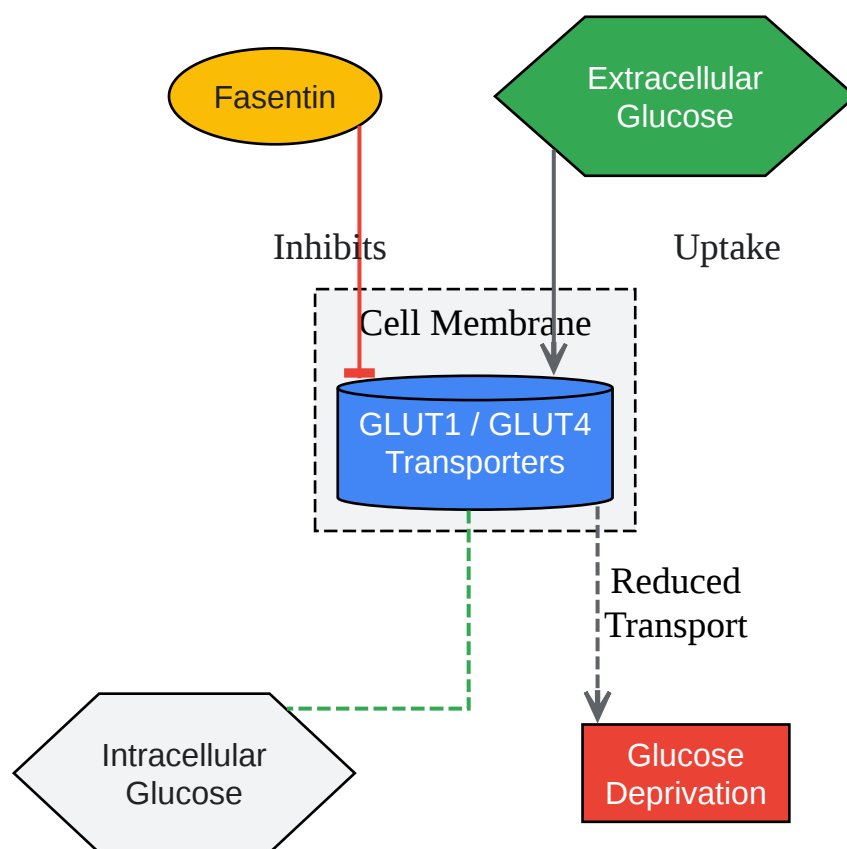 Fasentin
Extracellular
Glucose
Inhibits
Uptake
Cell Membrane
GLUT1 / GLUT4
Transporters
Reduced
Transport
Intracellular
Glucose
Glucose
Deprivation